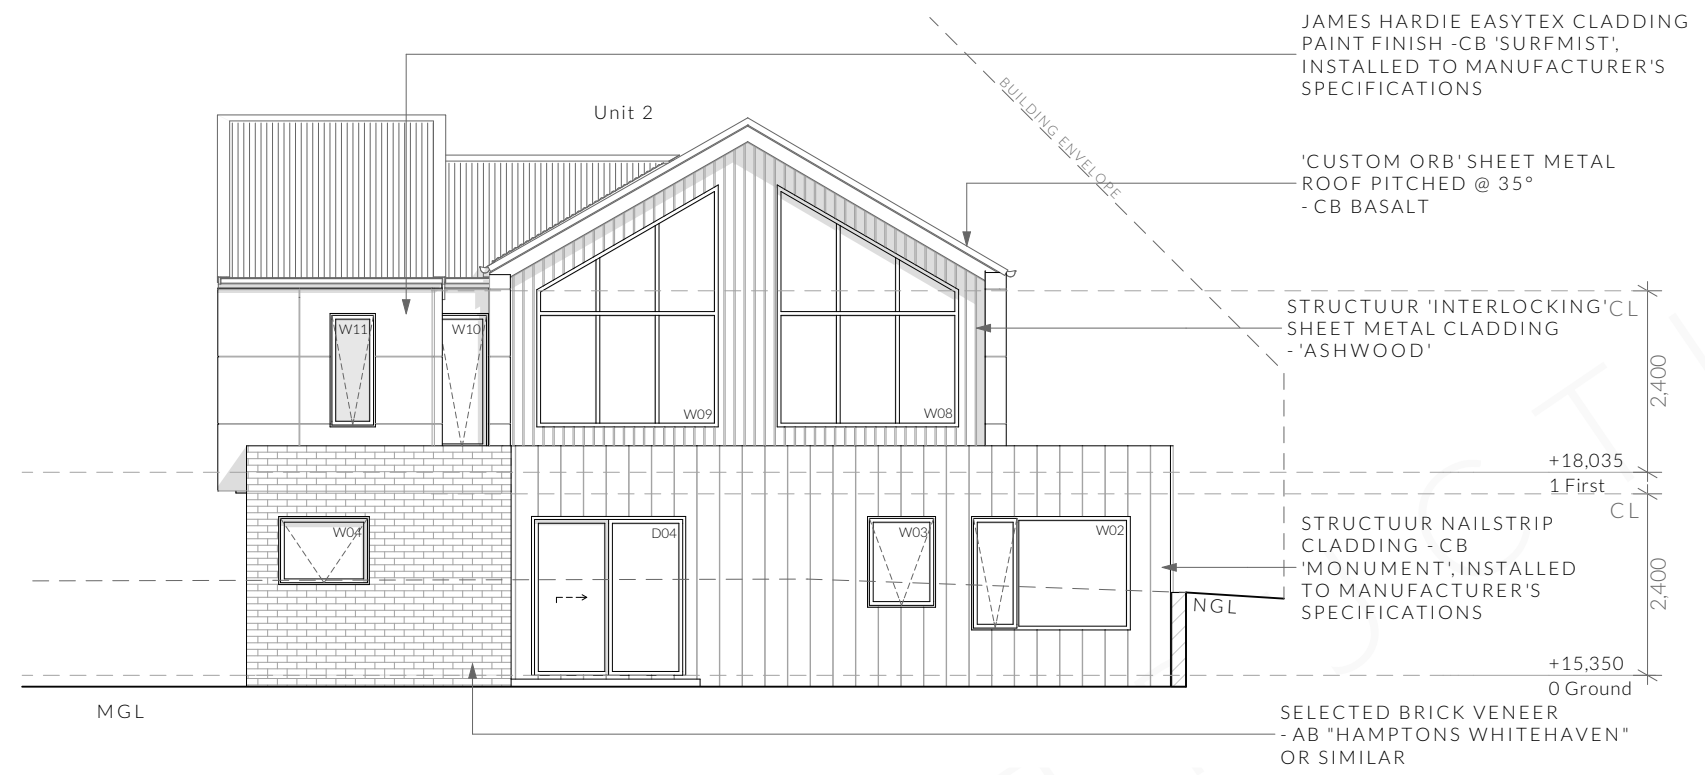 JAMES HARDIE EASYTEX CLADDING
PAINT FINISH -CB 'SURFMIST',
INSTALLED TO MANUFACTURER'S
SPECIFICATIONS
Unit 2
BUILDING ENVELOPE
'CUSTOM ORB' SHEET METAL
ROOF PITCHED @ 35°
- CB BASALT
STRUCTUUR 'INTERLOCKING'
SHEET METAL CLADDING
- 'ASHWOOD'
CL
W11
W10
W09
W08
2,400
+18,035
1 First
CL
W04
D04
W03
W02
STRUCTUUR NAILSTRIP
CLADDING - CB
'MONUMENT',INSTALLED
TO MANUFACTURER'S
SPECIFICATIONS
2,400
NGL
+15,350
0 Ground
MGL
SELECTED BRICK VENEER
- AB "HAMPTONS WHITEHAVEN"
OR SIMILAR